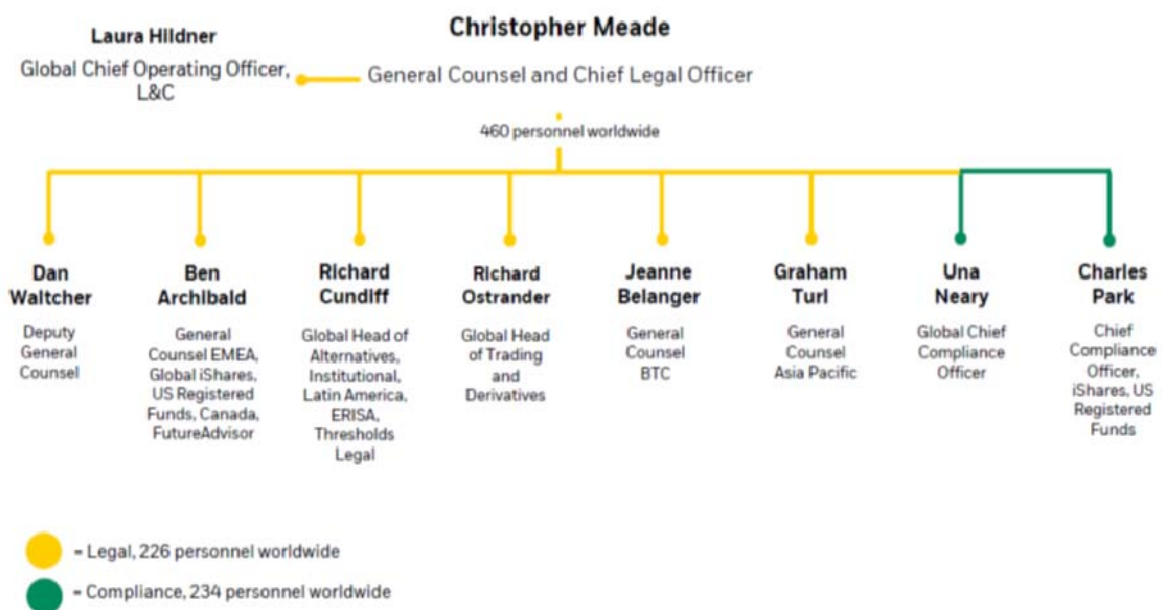 Laura Hildner
Global Chief Operating Officer,
L&C
Christopher Meade
General Counsel and Chief Legal Officer
460 personnel worldwide
Dan
Waltcher
Deputy
General
Counsel
Ben
Archibald
General
Counsel EMEA,
Global iShares,
US Registered
Funds, Canada,
FutureAdvisor
Richard
Cundiff
Global Head of
Alternatives,
Institutional,
Latin America,
ERISA,
Thresholds
Legal
Richard
Ostrander
Global Head
of Trading
and
Derivatives
Jeanne
Belanger
General
Counsel
BTC
Graham
Turl
General
Counsel
Asia Pacific
Una
Neary
Global Chief
Compliance
Officer
Charles
Park
Chief
Compliance
Officer,
iShares, US
Registered
Funds
= Legal, 226 personnel worldwide
= Compliance, 234 personnel worldwide